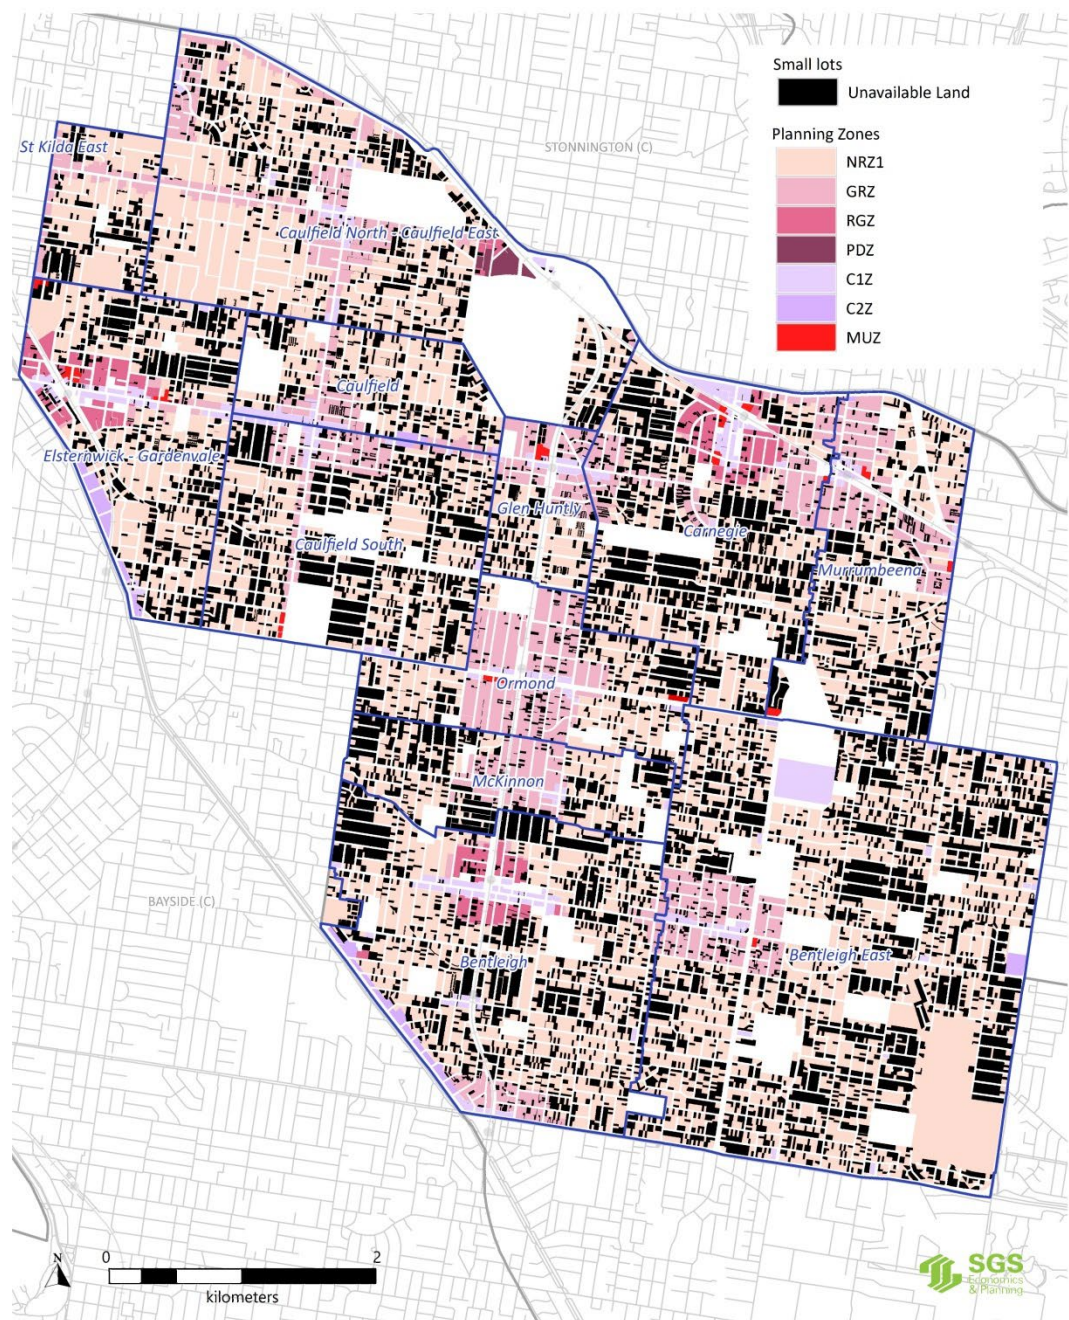 Small lots
Unavailable Land
Planning Zones
NRZ1
GRZ
RGZ
PDZ
C1Z
C2Z
MUZ
STONNINGTON (C)
St Kilda East
Caulfield North - Caulfield East
Caulfield
Elsternwick - Gardenvale
Glen Huntly
Carnegie
Caulfield South
Murrumbeena
Ormond
McKinnon
BAYSIDE (C)
Bentleigh East
Bentleigh
N
0
2
kilometers
SGS
Economics
& Planning